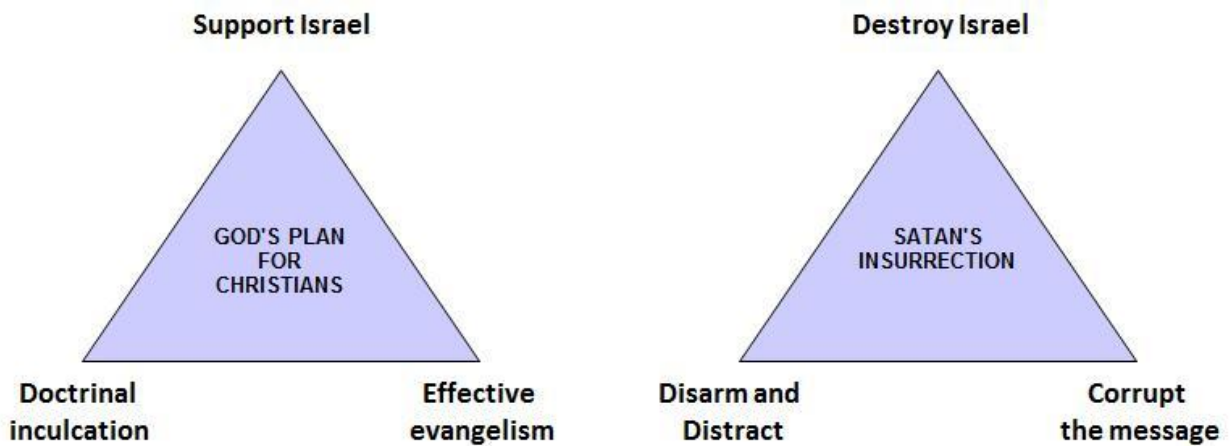 Support Israel
GOD'S PLAN
FOR
CHRISTIANS
Doctrinal
inculcation
Effective
evangelism
Destroy Israel
SATAN'S
INSURRECTION
Disarm and
Distract
Corrupt
the message